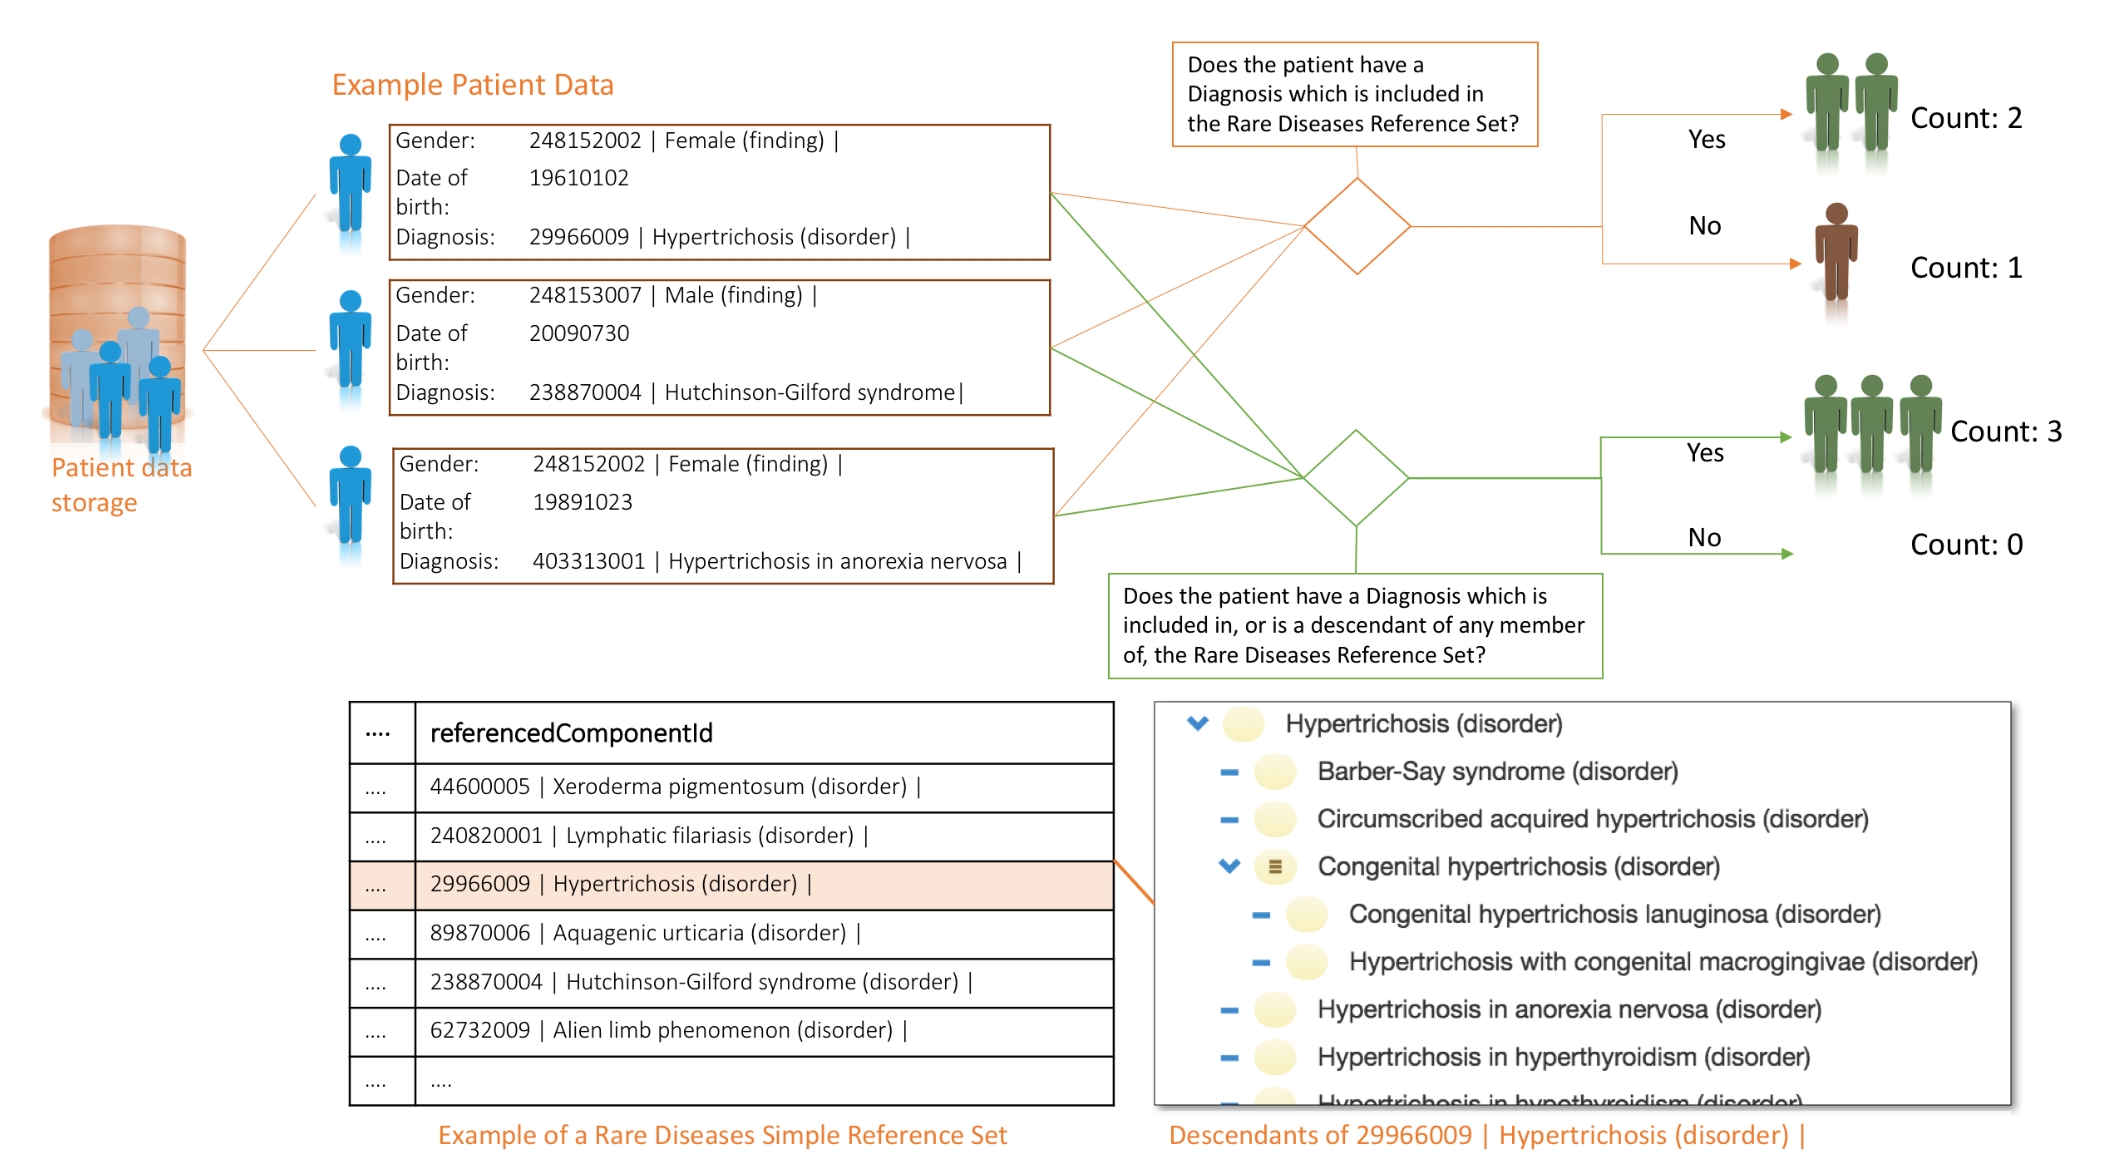 Example Patient Data
Patient data
storage
Gender: 248152002 | Female (finding) |
Date of 19610102
birth:
Diagnosis: 29966009 | Hypertrichosis (disorder) |
Gender: 248153007 | Male (finding) |
Date of 20090730
birth:
Diagnosis: 238870004 | Hutchinson-Gilford syndrome|
Gender: 248152002 | Female (finding) |
Date of 19891023
birth:
Diagnosis: 403313001 | Hypertrichosis in anorexia nervosa |
Does the patient have a
Diagnosis which is included in
the Rare Diseases Reference Set?
Yes
Count: 2
No
Count: 1
Yes
Count: 3
No
Count: 0
Does the patient have a Diagnosis which is
included in, or is a descendant of any member
of, the Rare Diseases Reference Set?
.... referencedComponentId
.... 44600005 | Xeroderma pigmentosum (disorder) |
.... 240820001 | Lymphatic filariasis (disorder) |
.... 29966009 | Hypertrichosis (disorder) |
.... 89870006 | Aquagenic urticaria (disorder) |
.... 238870004 | Hutchinson-Gilford syndrome (disorder) |
.... 62732009 | Alien limb phenomenon (disorder) |
.... ....
Example of a Rare Diseases Simple Reference Set
Hypertrichosis (disorder)
Barber-Say syndrome (disorder)
Circumscribed acquired hypertrichosis (disorder)
Congenital hypertrichosis (disorder)
Congenital hypertrichosis lanuginosa (disorder)
Hypertrichosis with congenital macrogingivae (disorder)
Hypertrichosis in anorexia nervosa (disorder)
Hypertrichosis in hyperthyroidism (disorder)
Hypertrichosis in hypothyroidism (disorder)
Descendants of 29966009 | Hypertrichosis (disorder) |